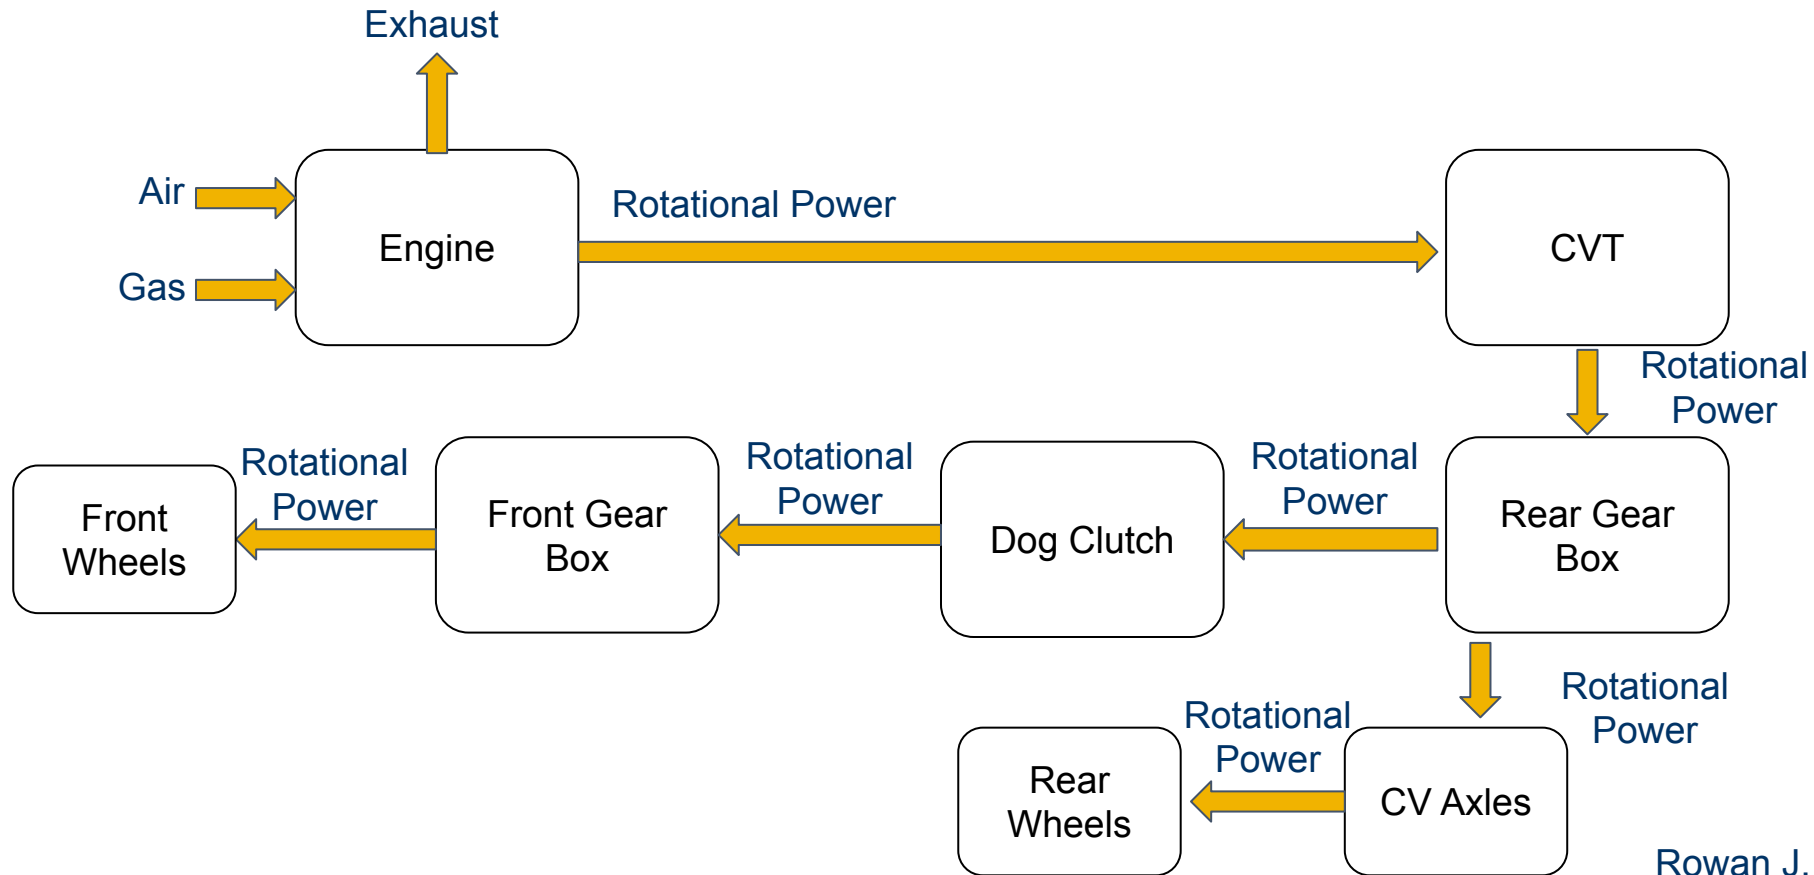 Exhaust
Air
Gas
Engine
Rotational Power
CVT
Rotational
Power
Front
Wheels
Rotational
Power
Front Gear
Box
Rotational
Power
Dog Clutch
Rotational
Power
Rear Gear
Box
Rotational
Power
Rear
Wheels
Rotational
Power
CV Axles
Rowan J.